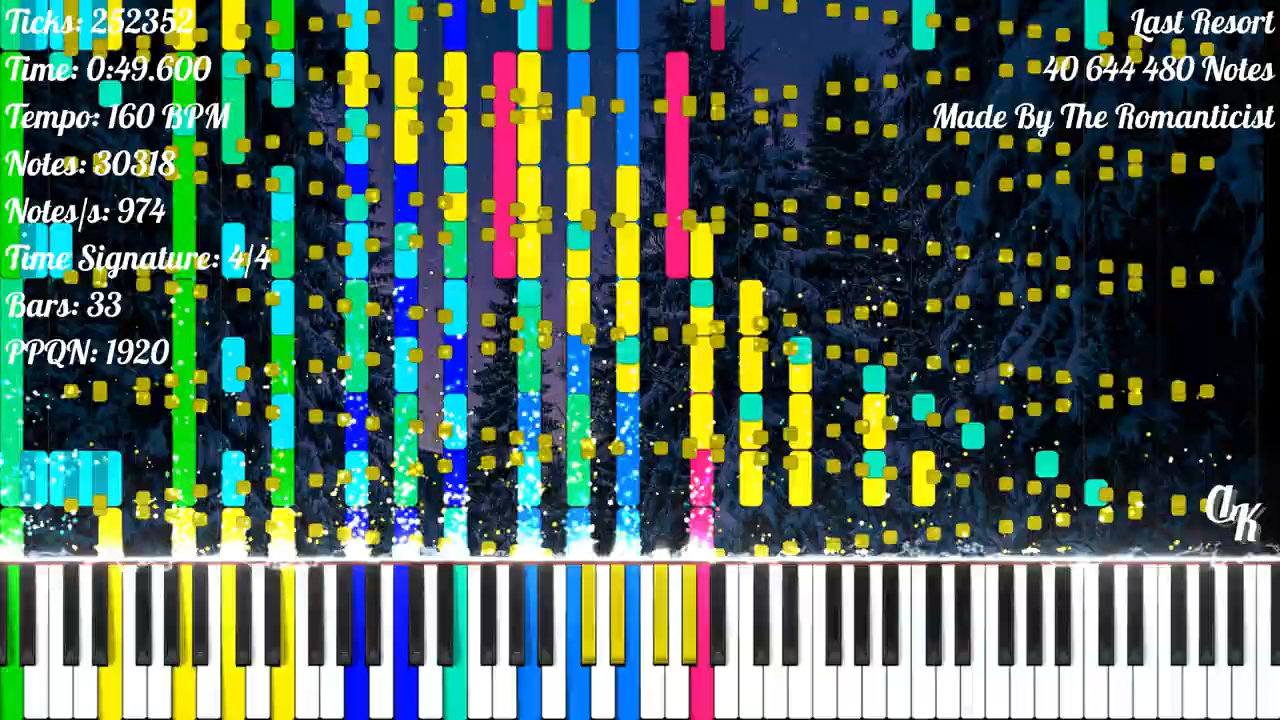 Ticks: 252352
Time: 0:49.600
Tempo: 160 BPM
Notes: 30318
Notes/s: 974
Time Signature: 4/4
Bars: 33
PPQN: 1920
Last Resort
40 644 480 Notes
Made By The Romanticist
AK